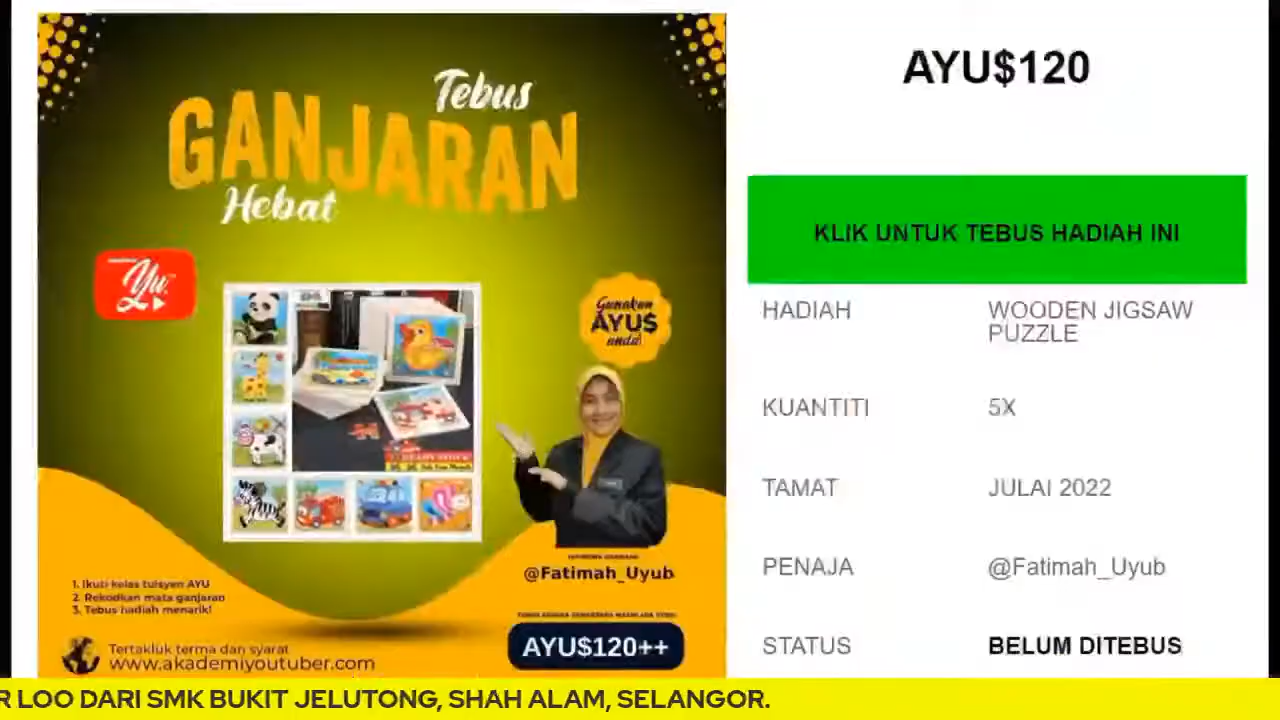 Tebus
GANJARAN
Hebat
Yu
Gunakan
AYU$
anda!
@Fatimah_Uyub
AYU$120++
1. Ikuti kelas tuisyen AYU
2. Rekodkan mata ganjaran
3. Tebus hadiah menarik!
Tertakluk terma dan syarat
www.akademiyoutuber.com
AYU$120
KLIK UNTUK TEBUS HADIAH INI
HADIAH WOODEN JIGSAW
PUZZLE
KUANTITI 5X
TAMAT JULAI 2022
PENAJA @Fatimah_Uyub
STATUS BELUM DITEBUS
R LOO DARI SMK BUKIT JELUTONG, SHAH ALAM, SELANGOR.